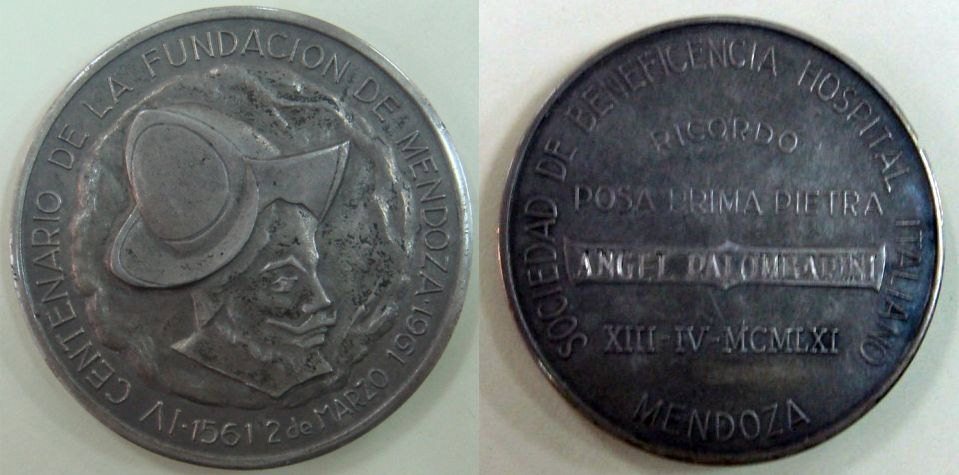 IV CENTENARIO DE LA FUNDACION DE MENDOZA·1961
·1561 2 de MARZO
SOCIEDAD DE BENEFICENCIA HOSPITAL ITALIANO
RICORDO
POSA PRIMA PIETRA
ANGEL PALOMBARINI
XIII-IV-MCMLXI
MENDOZA